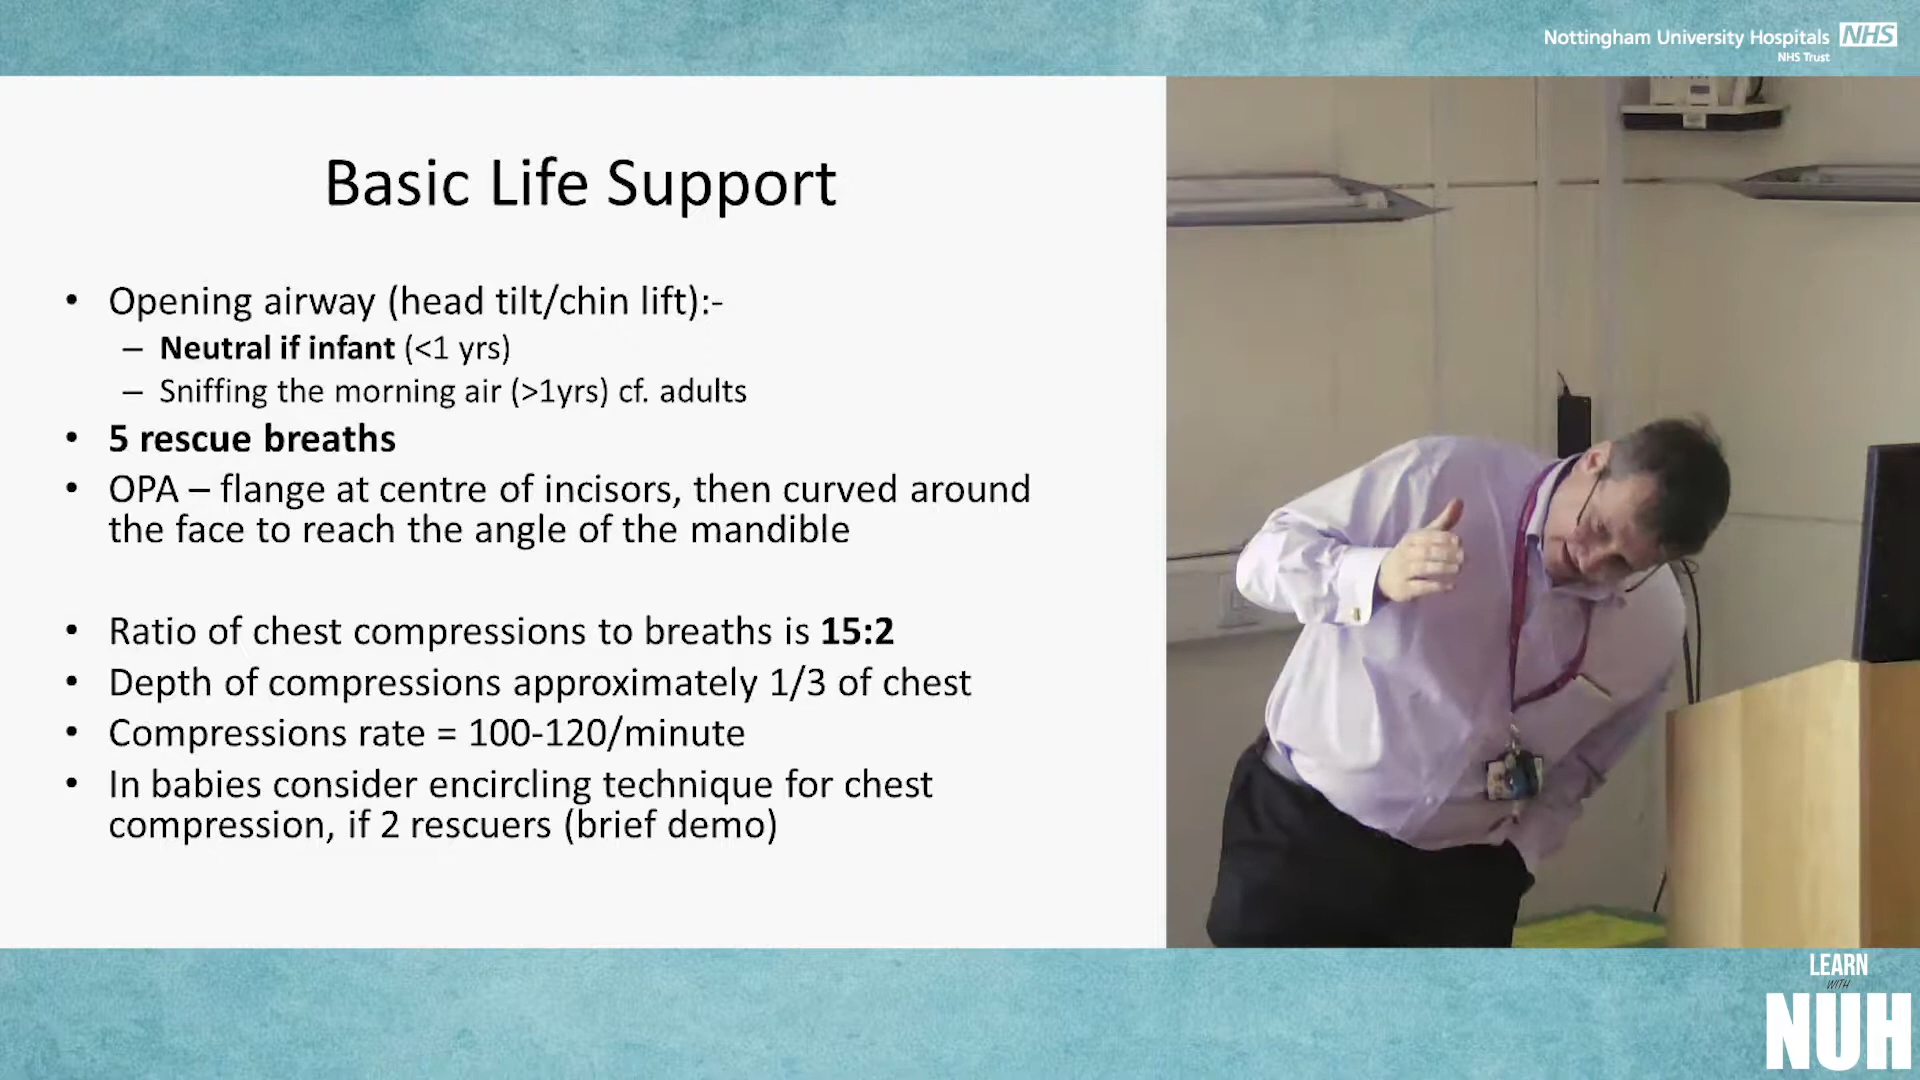 Nottingham University Hospitals NHS
NHS Trust
Basic Life Support
• Opening airway (head tilt/chin lift):-
– Neutral if infant (<1 yrs)
– Sniffing the morning air (>1yrs) cf. adults
• 5 rescue breaths
• OPA – flange at centre of incisors, then curved around
the face to reach the angle of the mandible
• Ratio of chest compressions to breaths is 15:2
• Depth of compressions approximately 1/3 of chest
• Compressions rate = 100-120/minute
• In babies consider encircling technique for chest
compression, if 2 rescuers (brief demo)
LEARN
WITH
NUH